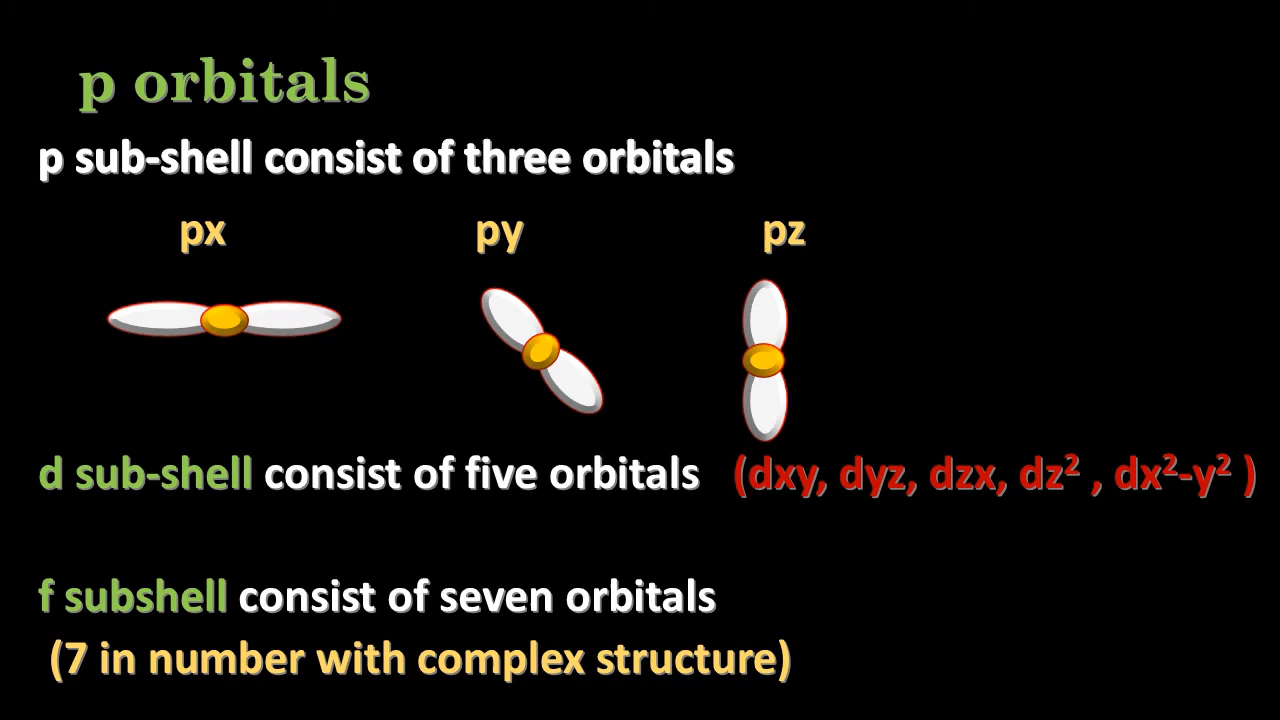 p orbitals
p sub-shell consist of three orbitals
px py pz
d sub-shell consist of five orbitals (dxy, dyz, dzx, dz² , dx²-y² )
f subshell consist of seven orbitals
(7 in number with complex structure)